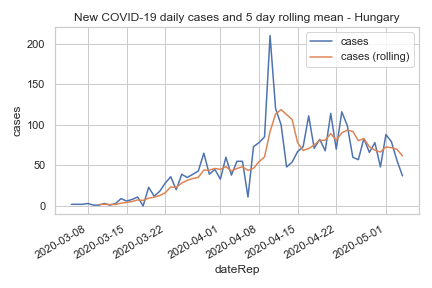 New COVID-19 daily cases and 5 day rolling mean - Hungary
cases
cases (rolling)
200
150
100
50
0
cases
2020-03-08
2020-03-15
2020-03-22
2020-04-01
2020-04-08
2020-04-15
2020-04-22
2020-05-01
dateRep